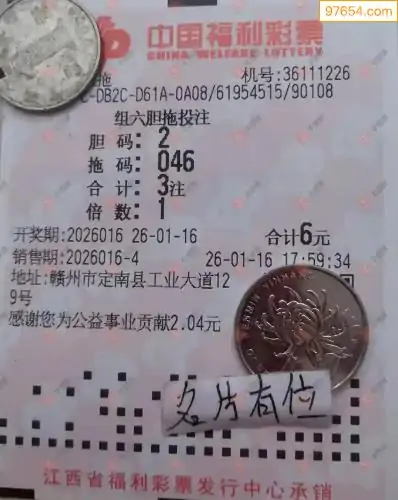 97654.com
中国福利彩票
CHINA WELFARE LOTTERY
拖
机号:36111226
C-DB2C-D61A-0A08/61954515/90108
组六胆拖投注
胆 码: 2
拖 码: 046
合 计: 3注
倍 数: 1
开奖期:2026016 26-01-16 合计6元
销售期:2026016-4 26-01-16 17:59:34
地址:赣州市定南县工业大道12
9号
感谢您为公益事业贡献2.04元
名片有位
江西省福利彩票发行中心承销